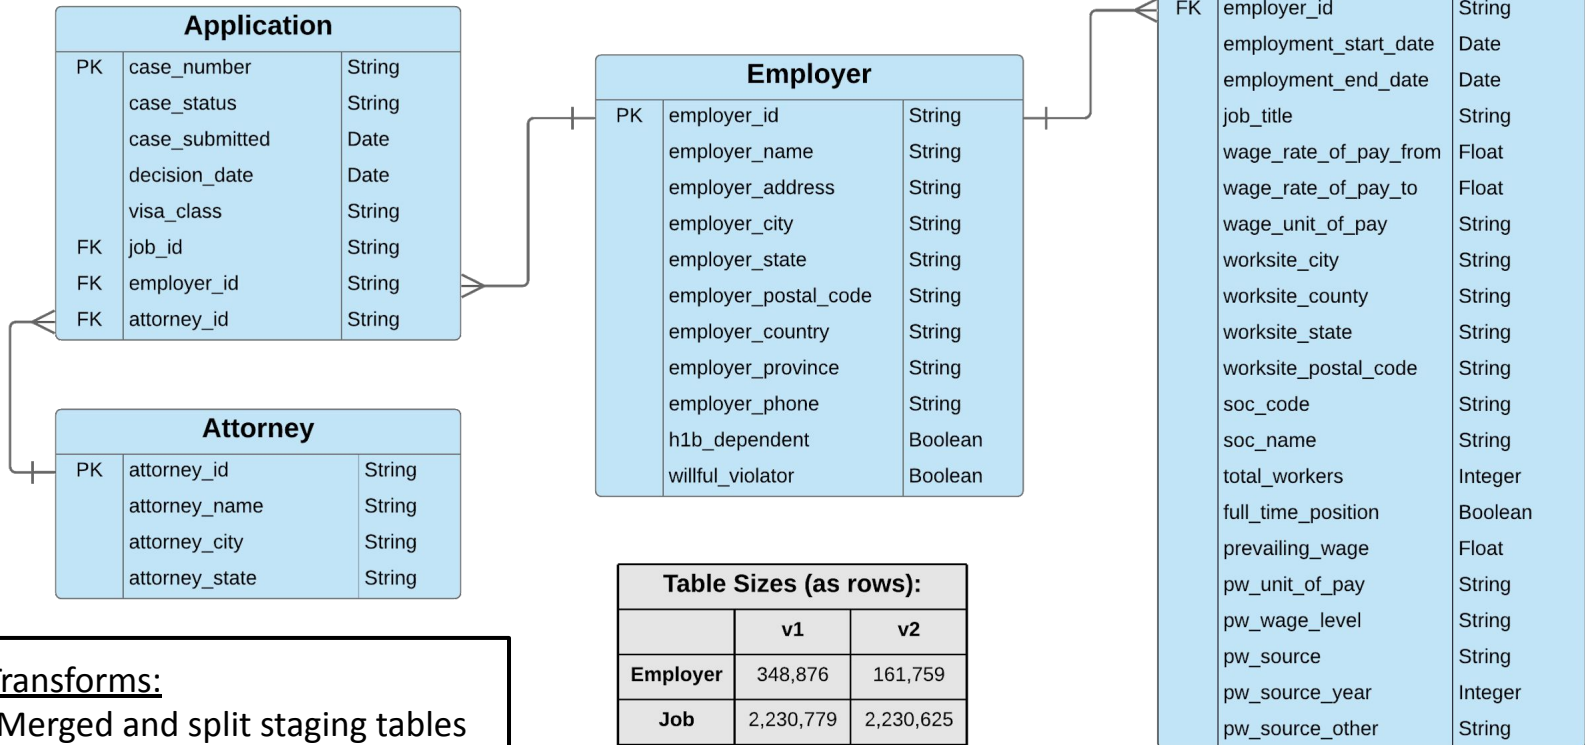 Application
PK case_number String
case_status String
case_submitted Date
decision_date Date
visa_class String
FK job_id String
FK employer_id String
FK attorney_id String
Attorney
PK attorney_id String
attorney_name String
attorney_city String
attorney_state String
Transforms:
Merged and split staging tables
Employer
PK employer_id String
employer_name String
employer_address String
employer_city String
employer_state String
employer_postal_code String
employer_country String
employer_province String
employer_phone String
h1b_dependent Boolean
willful_violator Boolean
Table Sizes (as rows):
v1 v2
Employer 348,876 161,759
Job 2,230,779 2,230,625
FK employer_id String
employment_start_date Date
employment_end_date Date
job_title String
wage_rate_of_pay_from Float
wage_rate_of_pay_to Float
wage_unit_of_pay String
worksite_city String
worksite_county String
worksite_state String
worksite_postal_code String
soc_code String
soc_name String
total_workers Integer
full_time_position Boolean
prevailing_wage Float
pw_unit_of_pay String
pw_wage_level String
pw_source String
pw_source_year Integer
pw_source_other String